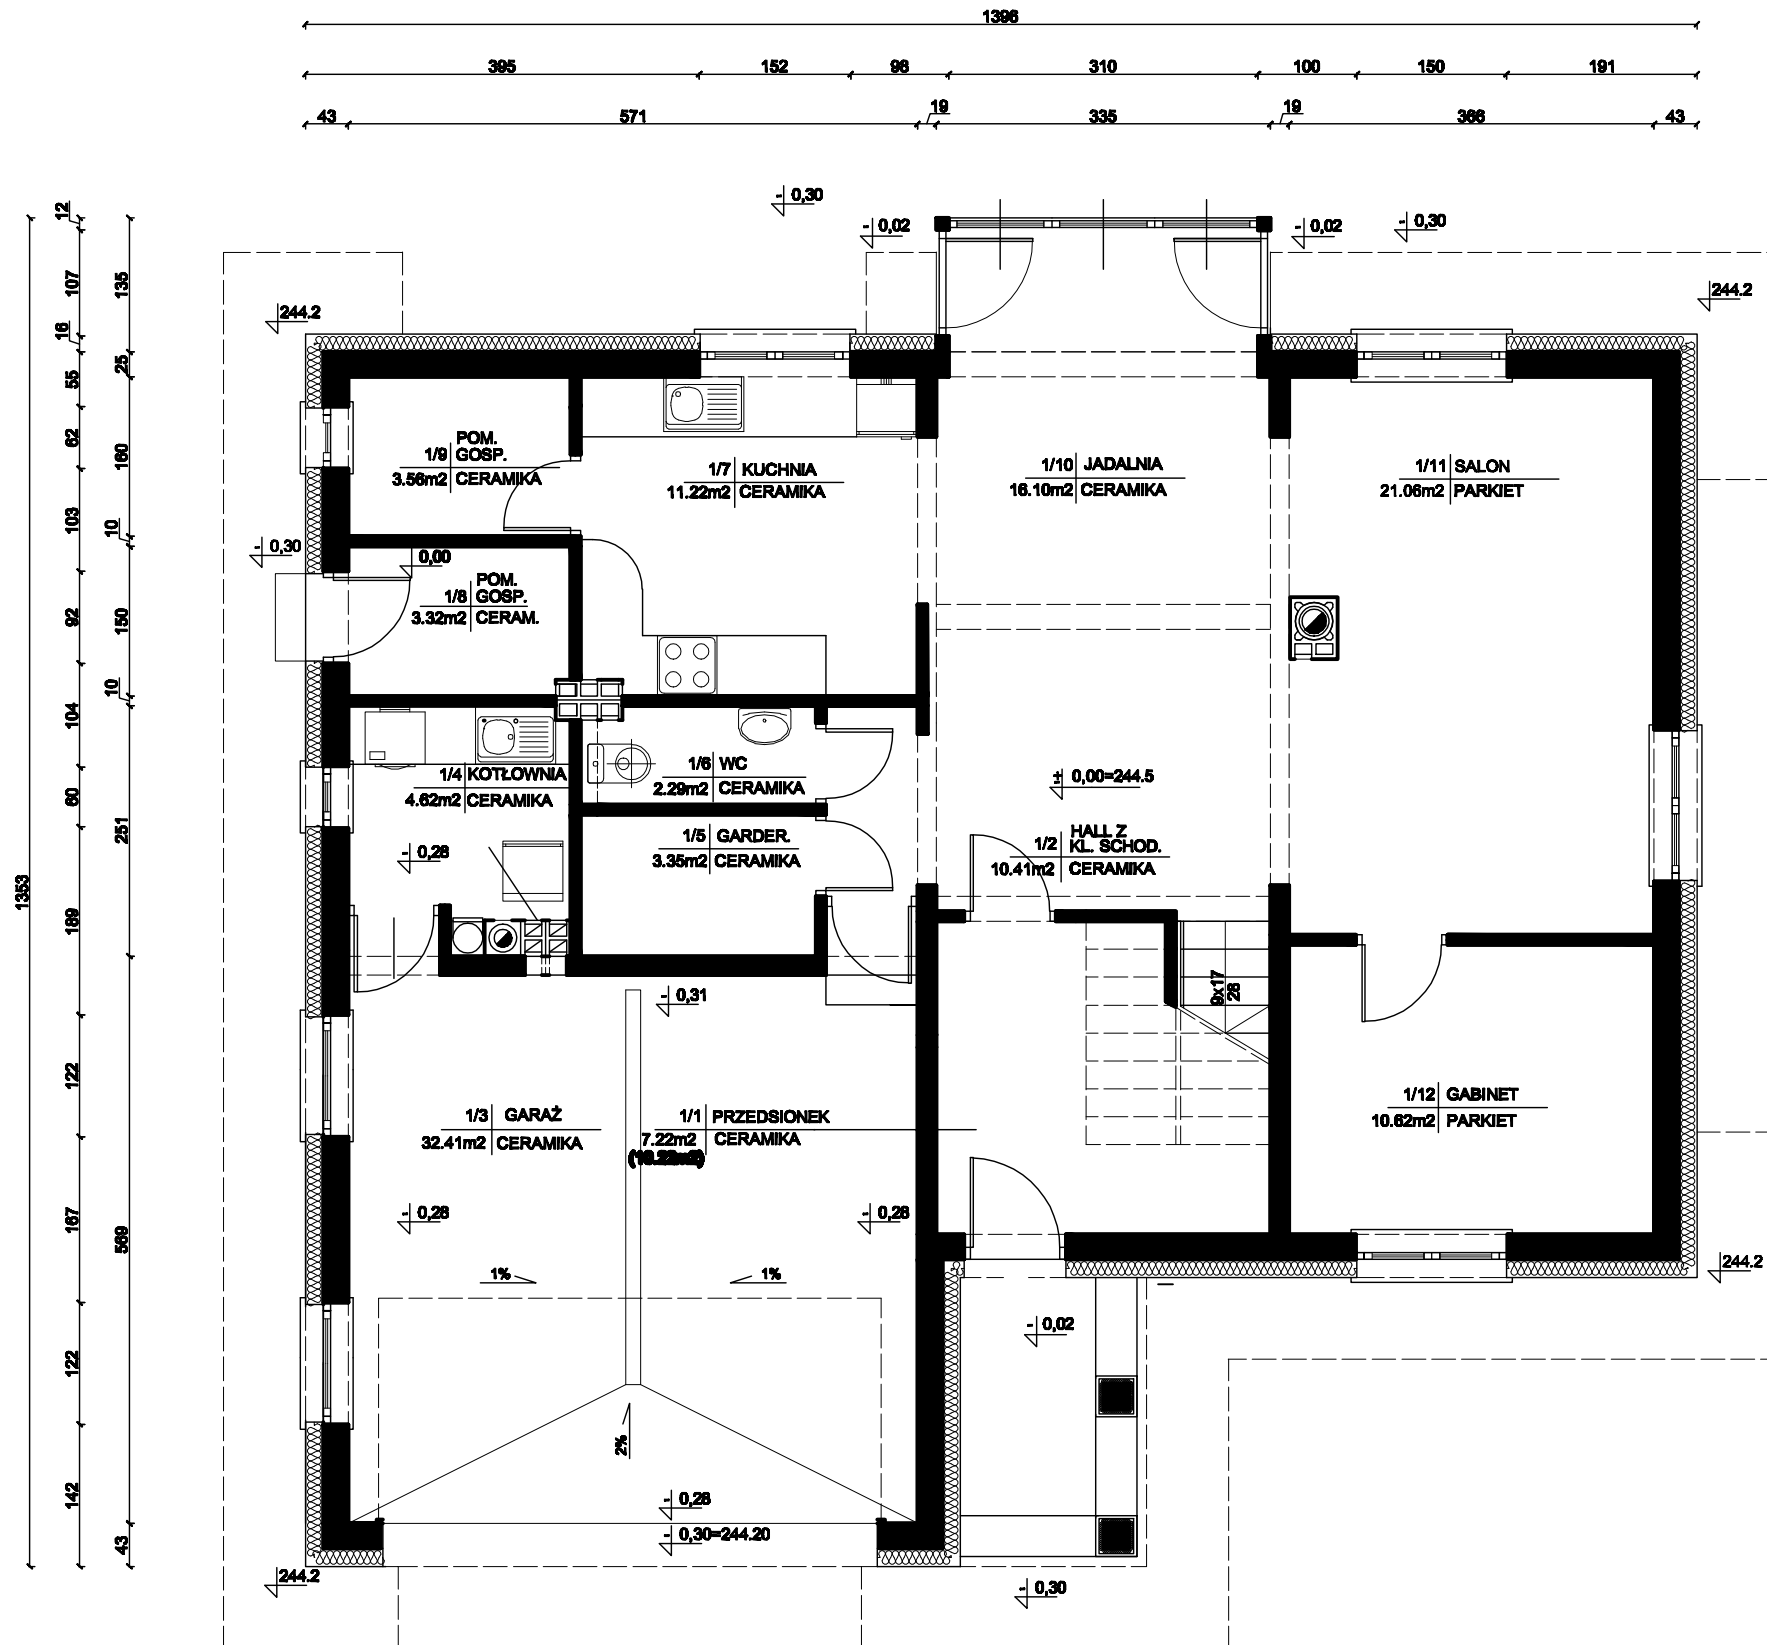 1396
395 152 98 310 100 150 191
43 571 19 335 19 366 43
- 0,30
- 0,02
- 0,02
- 0,30
244.2
244.2
12 107 16 55 62 103 92 104 60 189 122 167 122 142
135 25 160 10 150 10 251 569 43
1353
1/9 POM. GOSP.
3.56m2 CERAMIKA
1/7 KUCHNIA
11.22m2 CERAMIKA
1/10 JADALNIA
16.10m2 CERAMIKA
1/11 SALON
21.06m2 PARKIET
- 0,30
0,00
1/8 POM. GOSP.
3.32m2 CERAM.
1/4 KOTŁOWNIA
4.62m2 CERAMIKA
1/6 WC
2.29m2 CERAMIKA
± 0,00=244.5
1/5 GARDER.
3.35m2 CERAMIKA
- 0,28
1/2 HALL Z
KL. SCHOD.
10.41m2 CERAMIKA
9x17
28
- 0,31
1/3 GARAŻ
32.41m2 CERAMIKA
1/1 PRZEDSIONEK
7.22m2 CERAMIKA
1/12 GABINET
10.62m2 PARKIET
- 0,28
- 0,28
1%
1%
244.2
- 0,02
2%
- 0,28
- 0,30=244.20
244.2
- 0,30